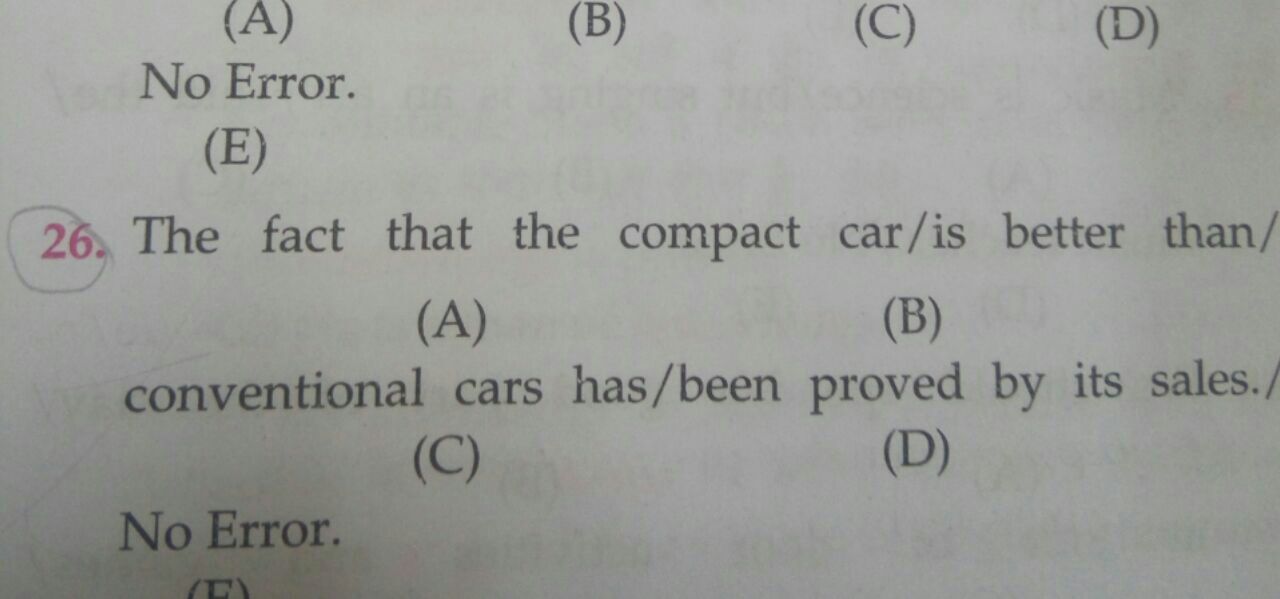 (A) (B) (C) (D)
No Error.
(E)
26. The fact that the compact car/is better than/
(A) (B)
conventional cars has/been proved by its sales./
(C) (D)
No Error.
(E)